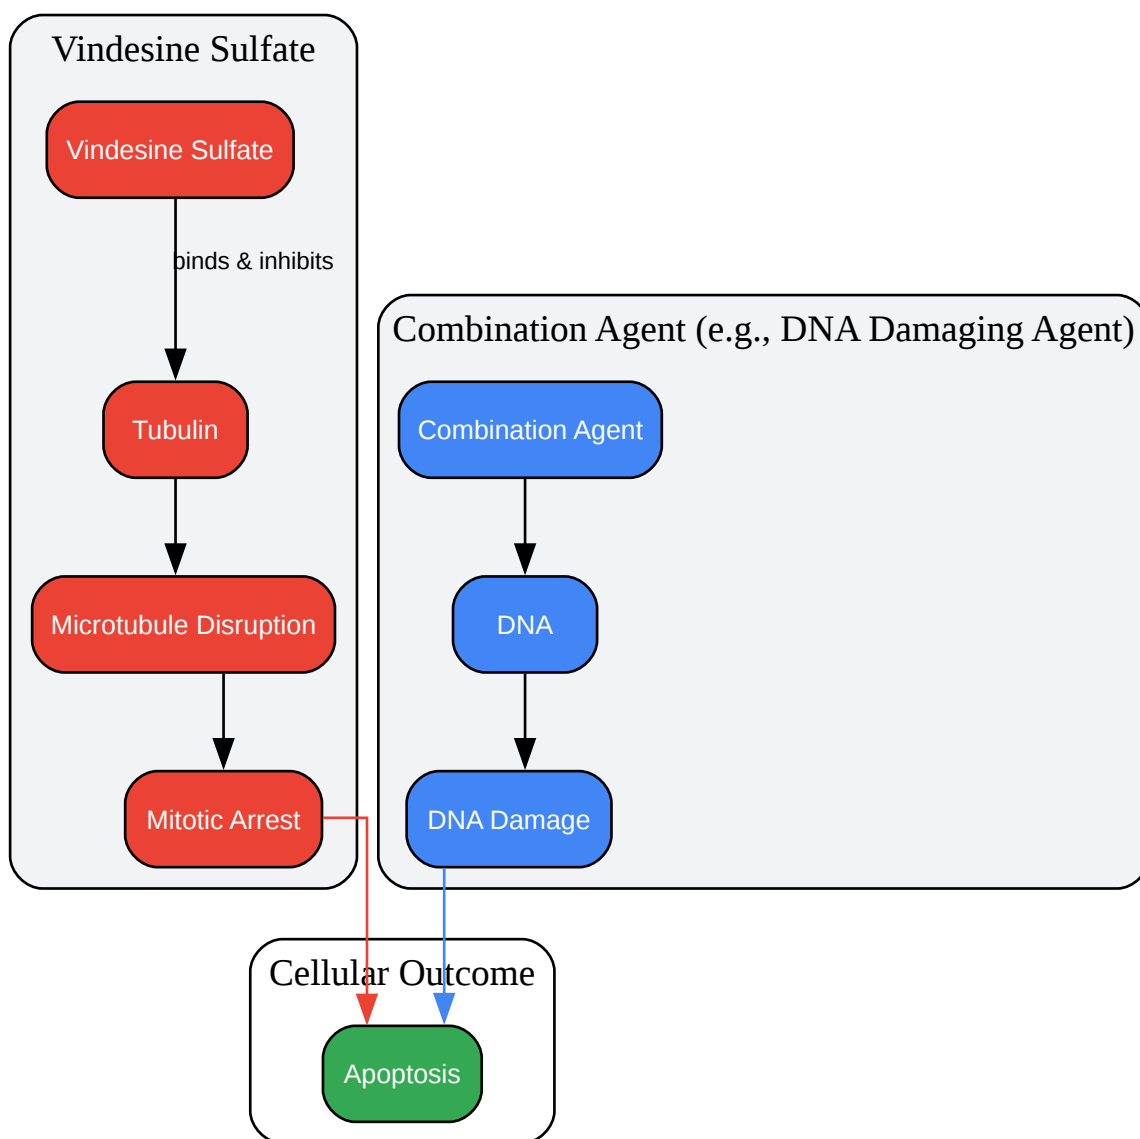 Vindesine Sulfate
Vindesine Sulfate
binds & inhibits
Tubulin
Microtubule Disruption
Mitotic Arrest
Combination Agent (e.g., DNA Damaging Agent)
Combination Agent
DNA
DNA Damage
Cellular Outcome
Apoptosis